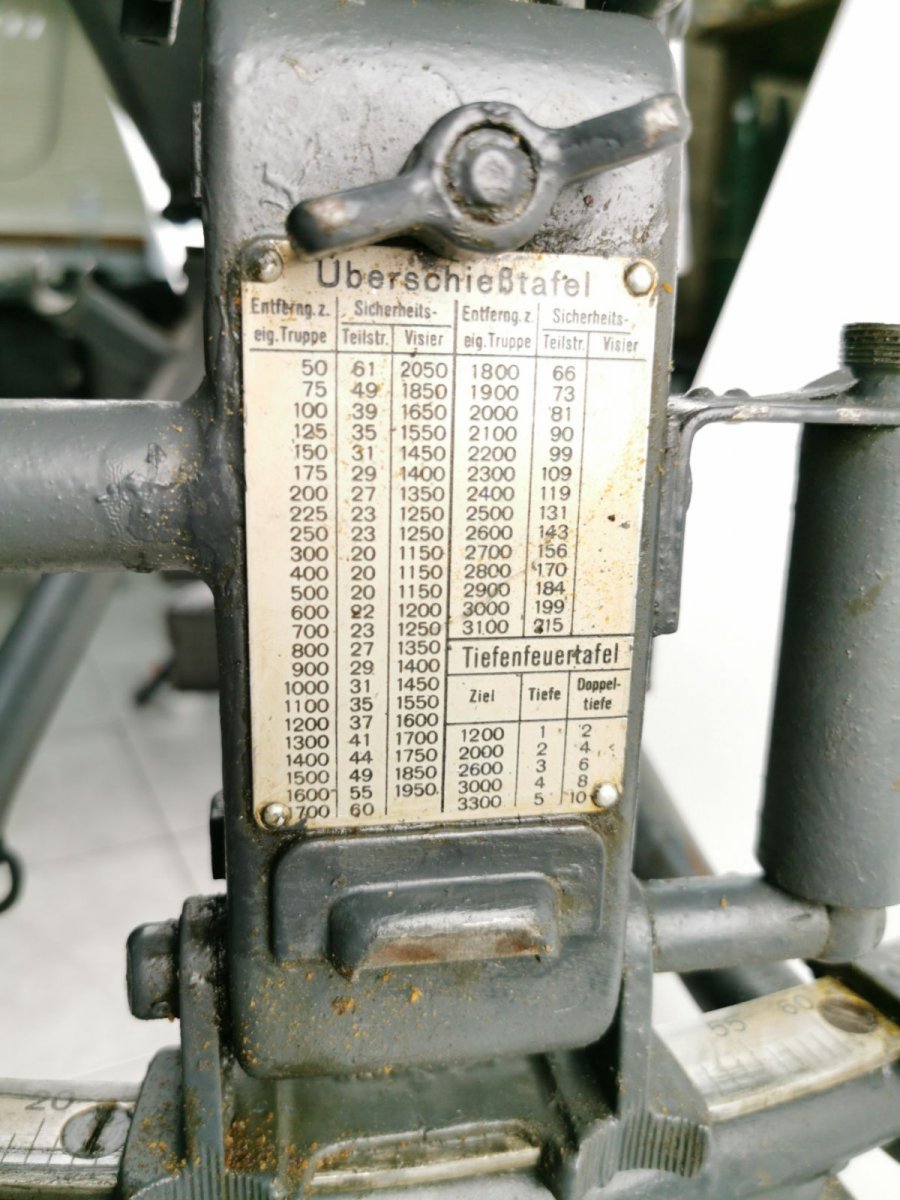 Überschießtafel
Entferng. z. Sicherheits- Entferng. z. Sicherheits-
eig. Truppe Teilstr. Visier eig. Truppe Teilstr. Visier
50 61 2050 1800 66
75 49 1850 1900 73
100 39 1650 2000 81
125 35 1550 2100 90
150 31 1450 2200 99
175 29 1400 2300 109
200 27 1350 2400 119
225 23 1250 2500 131
250 23 1250 2600 143
300 20 1150 2700 156
400 20 1150 2800 170
500 20 1150 2900 184
600 22 1200 3000 199
700 23 1250 3100 215
800 27 1350
900 29 1400
1000 31 1450
1100 35 1550
1200 37 1600
1300 41 1700
1400 44 1750
1500 49 1850
1600 55 1950
1700 60
Tiefenfeuertafel
Ziel Tiefe Doppel-
tiefe
1200 1 2
2000 2 4
2600 3 6
3000 4 8
3300 5 10
55 60
20